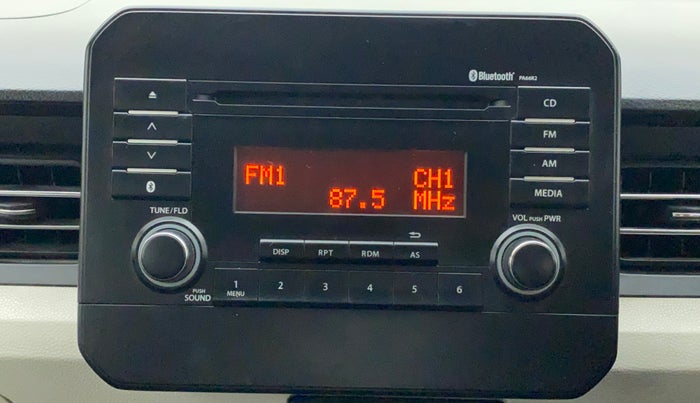 Bluetooth PA66R2
CD
FM
AM
MEDIA
FM1 CH1
87.5 MHz
TUNE/FLD
PUSH SOUND
VOL PUSH PWR
DISP RPT RDM AS
1 MENU 2 3 4 5 6